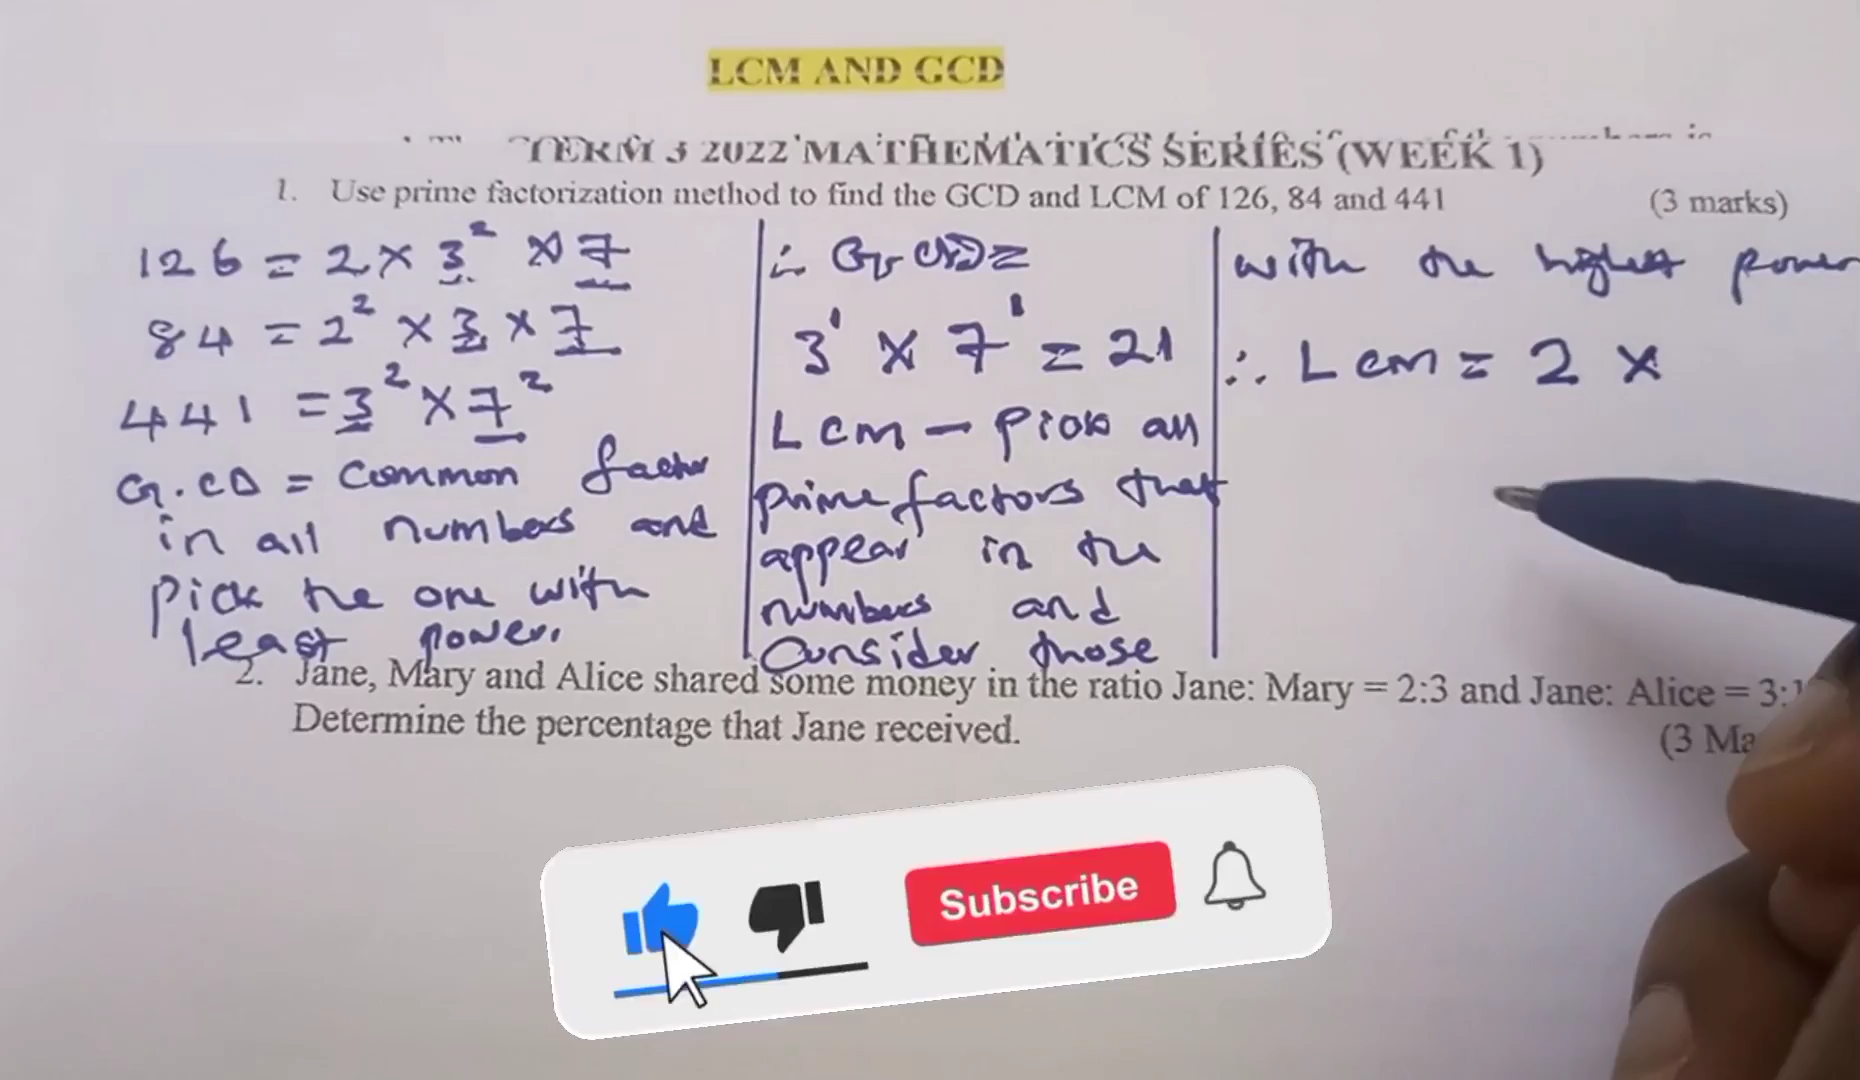 LCM AND GCD
TERM 3 2022 MATHEMATICS SERIES (WEEK 1)
1. Use prime factorization method to find the GCD and LCM of 126, 84 and 441 (3 marks)
126 = 2 × 3² × 7
84 = 2² × 3 × 7
441 = 3² × 7²
G.CD = Common factor
in all numbers and
Pick the one with
least power.
∴ G.CD =
3¹ × 7¹ = 21
LCM - Pick all
prime factors that
appear in the
numbers and
Consider those
with the highest power
∴ LCM = 2 ×
2. Jane, Mary and Alice shared some money in the ratio Jane: Mary = 2:3 and Jane: Alice = 3:
Determine the percentage that Jane received.
(3 Ma
Subscribe